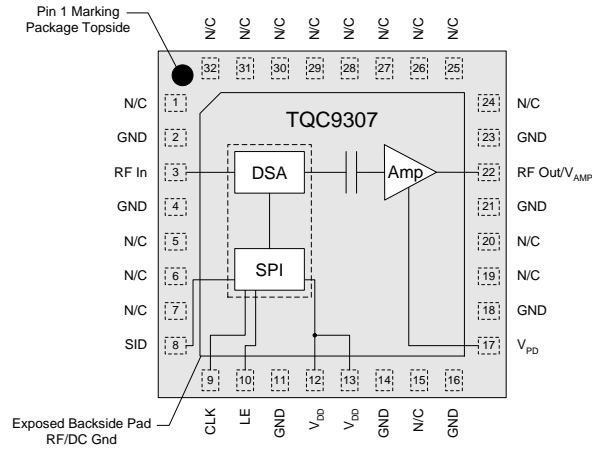 Pin 1 Marking
Package Topside
N/C
N/C
N/C
N/C
N/C
N/C
N/C
N/C
32
31
30
29
28
27
26
25
N/C
1
GND
2
RF In
3
GND
4
N/C
5
N/C
6
N/C
7
SID
8
TQC9307
DSA
Amp
SPI
24
N/C
23
GND
22
RF Out/VAMP
21
GND
20
N/C
19
N/C
18
GND
17
VPD
9
10
11
12
13
14
15
16
CLK
LE
GND
VDD
VDD
GND
N/C
GND
Exposed Backside Pad
RF/DC Gnd